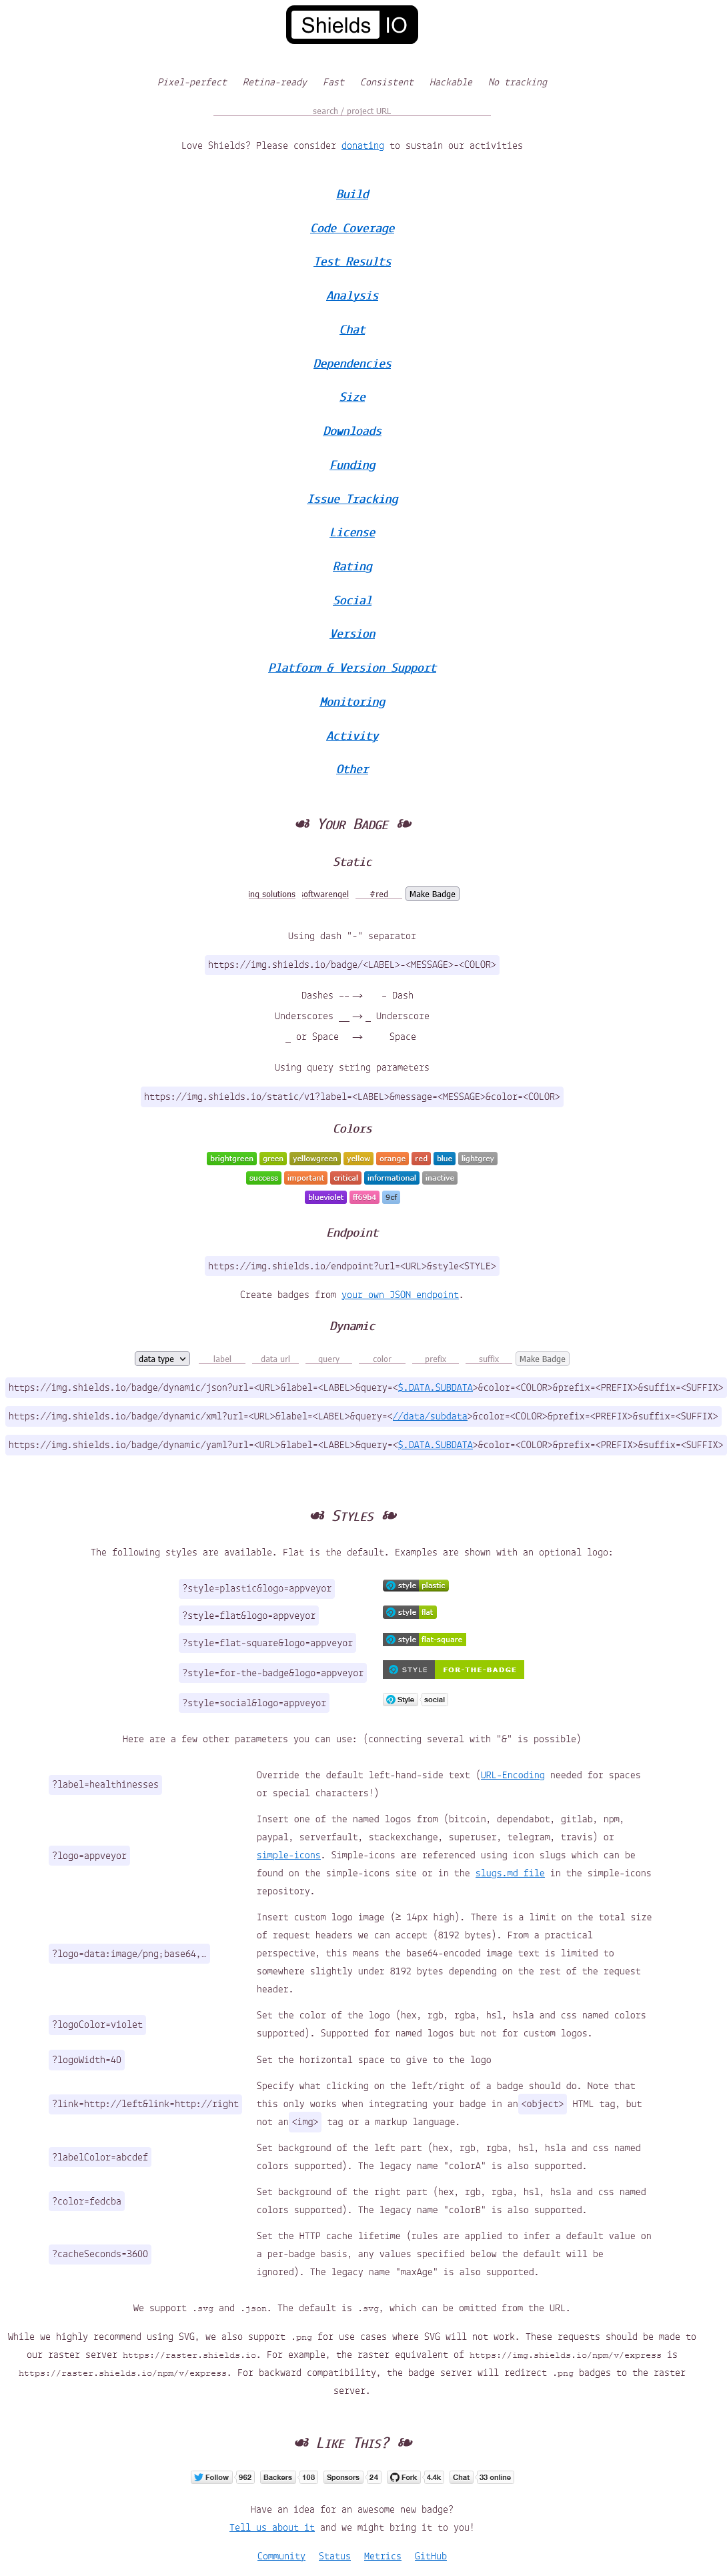 Shields IO
Pixel-perfect Retina-ready Fast Consistent Hackable No tracking
search / project URL
Love Shields? Please consider donating to sustain our activities
Build
Code Coverage
Test Results
Analysis
Chat
Dependencies
Size
Downloads
Funding
Issue Tracking
License
Rating
Social
Version
Platform & Version Support
Monitoring
Activity
Other
☙ Your Badge ❧
Static
ing solutions oftwarengel #red Make Badge
Using dash "-" separator
https://img.shields.io/badge/<LABEL>-<MESSAGE>-<COLOR>
Dashes -- → - Dash
Underscores __ → _ Underscore
_ or Space → Space
Using query string parameters
https://img.shields.io/static/v1?label=<LABEL>&message=<MESSAGE>&color=<COLOR>
Colors
brightgreen green yellowgreen yellow orange red blue lightgrey
success important critical informational inactive
blueviolet ff69b4 9cf
Endpoint
https://img.shields.io/endpoint?url=<URL>&style<STYLE>
Create badges from your own JSON endpoint.
Dynamic
data type label data url query color prefix suffix Make Badge
https://img.shields.io/badge/dynamic/json?url=<URL>&label=<LABEL>&query=<$.DATA.SUBDATA>&color=<COLOR>&prefix=<PREFIX>&suffix=<SUFFIX>
https://img.shields.io/badge/dynamic/xml?url=<URL>&label=<LABEL>&query=<//data/subdata>&color=<COLOR>&prefix=<PREFIX>&suffix=<SUFFIX>
https://img.shields.io/badge/dynamic/yaml?url=<URL>&label=<LABEL>&query=<$.DATA.SUBDATA>&color=<COLOR>&prefix=<PREFIX>&suffix=<SUFFIX>
☙ Styles ❧
The following styles are available. Flat is the default. Examples are shown with an optional logo:
?style=plastic&logo=appveyor style plastic
?style=flat&logo=appveyor style flat
?style=flat-square&logo=appveyor style flat-square
?style=for-the-badge&logo=appveyor STYLE FOR-THE-BADGE
?style=social&logo=appveyor Style social
Here are a few other parameters you can use: (connecting several with "&" is possible)
?label=healthinesses
Override the default left-hand-side text (URL-Encoding needed for spaces
or special characters!)
?logo=appveyor
Insert one of the named logos from (bitcoin, dependabot, gitlab, npm,
paypal, serverfault, stackexchange, superuser, telegram, travis) or
simple-icons. Simple-icons are referenced using icon slugs which can be
found on the simple-icons site or in the slugs.md file in the simple-icons
repository.
?logo=data:image/png;base64,…
Insert custom logo image (≥ 14px high). There is a limit on the total size
of request headers we can accept (8192 bytes). From a practical
perspective, this means the base64-encoded image text is limited to
somewhere slightly under 8192 bytes depending on the rest of the request
header.
?logoColor=violet
Set the color of the logo (hex, rgb, rgba, hsl, hsla and css named colors
supported). Supported for named logos but not for custom logos.
?logoWidth=40
Set the horizontal space to give to the logo
?link=http://left&link=http://right
Specify what clicking on the left/right of a badge should do. Note that
this only works when integrating your badge in an <object> HTML tag, but
not an <img> tag or a markup language.
?labelColor=abcdef
Set background of the left part (hex, rgb, rgba, hsl, hsla and css named
colors supported). The legacy name "colorA" is also supported.
?color=fedcba
Set background of the right part (hex, rgb, rgba, hsl, hsla and css named
colors supported). The legacy name "colorB" is also supported.
?cacheSeconds=3600
Set the HTTP cache lifetime (rules are applied to infer a default value on
a per-badge basis, any values specified below the default will be
ignored). The legacy name "maxAge" is also supported.
We support .svg and .json. The default is .svg, which can be omitted from the URL.
While we highly recommend using SVG, we also support .png for use cases where SVG will not work. These requests should be made to
our raster server https://raster.shields.io. For example, the raster equivalent of https://img.shields.io/npm/v/express is
https://raster.shields.io/npm/v/express. For backward compatibility, the badge server will redirect .png badges to the raster
server.
☙ Like This? ❧
Follow 962 Backers 108 Sponsors 24 Fork 4.4k Chat 33 online
Have an idea for an awesome new badge?
Tell us about it and we might bring it to you!
Community Status Metrics GitHub